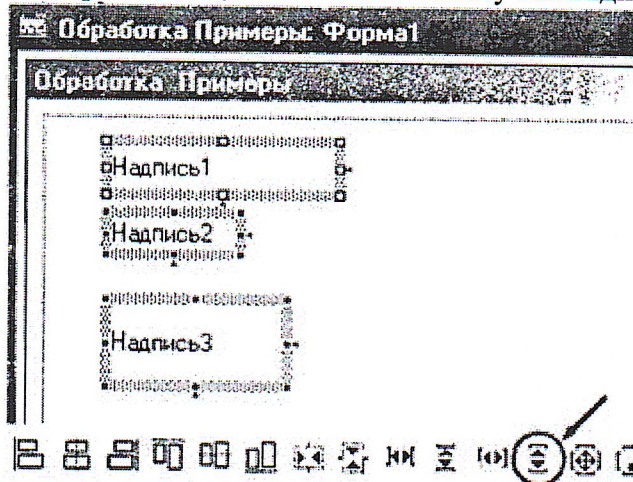 Обработка Примеры: Форма1
Обработка Примеры
Надпись1
Надпись2
Надпись3